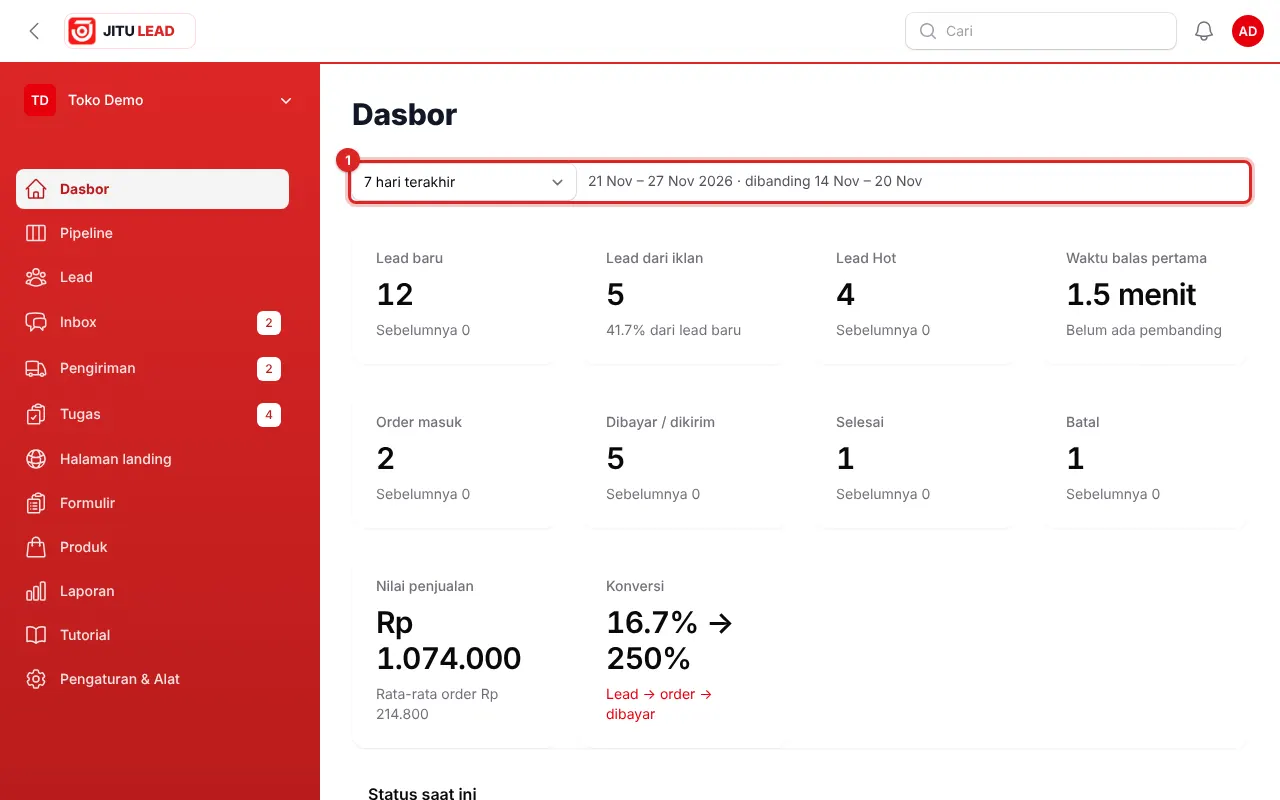 JITU LEAD
Cari
AD
TD
Toko Demo
Dasbor
Pipeline
Lead
Inbox
2
Pengiriman
2
Tugas
4
Halaman landing
Formulir
Produk
Laporan
Tutorial
Pengaturan & Alat
Dasbor
1
7 hari terakhir
21 Nov – 27 Nov 2026 · dibanding 14 Nov – 20 Nov
Lead baru
12
Sebelumnya 0
Lead dari iklan
5
41.7% dari lead baru
Lead Hot
4
Sebelumnya 0
Waktu balas pertama
1.5 menit
Belum ada pembanding
Order masuk
2
Sebelumnya 0
Dibayar / dikirim
5
Sebelumnya 0
Selesai
1
Sebelumnya 0
Batal
1
Sebelumnya 0
Nilai penjualan
Rp
1.074.000
Rata-rata order Rp
214.800
Konversi
16.7% →
250%
Lead → order →
dibayar
Status saat ini